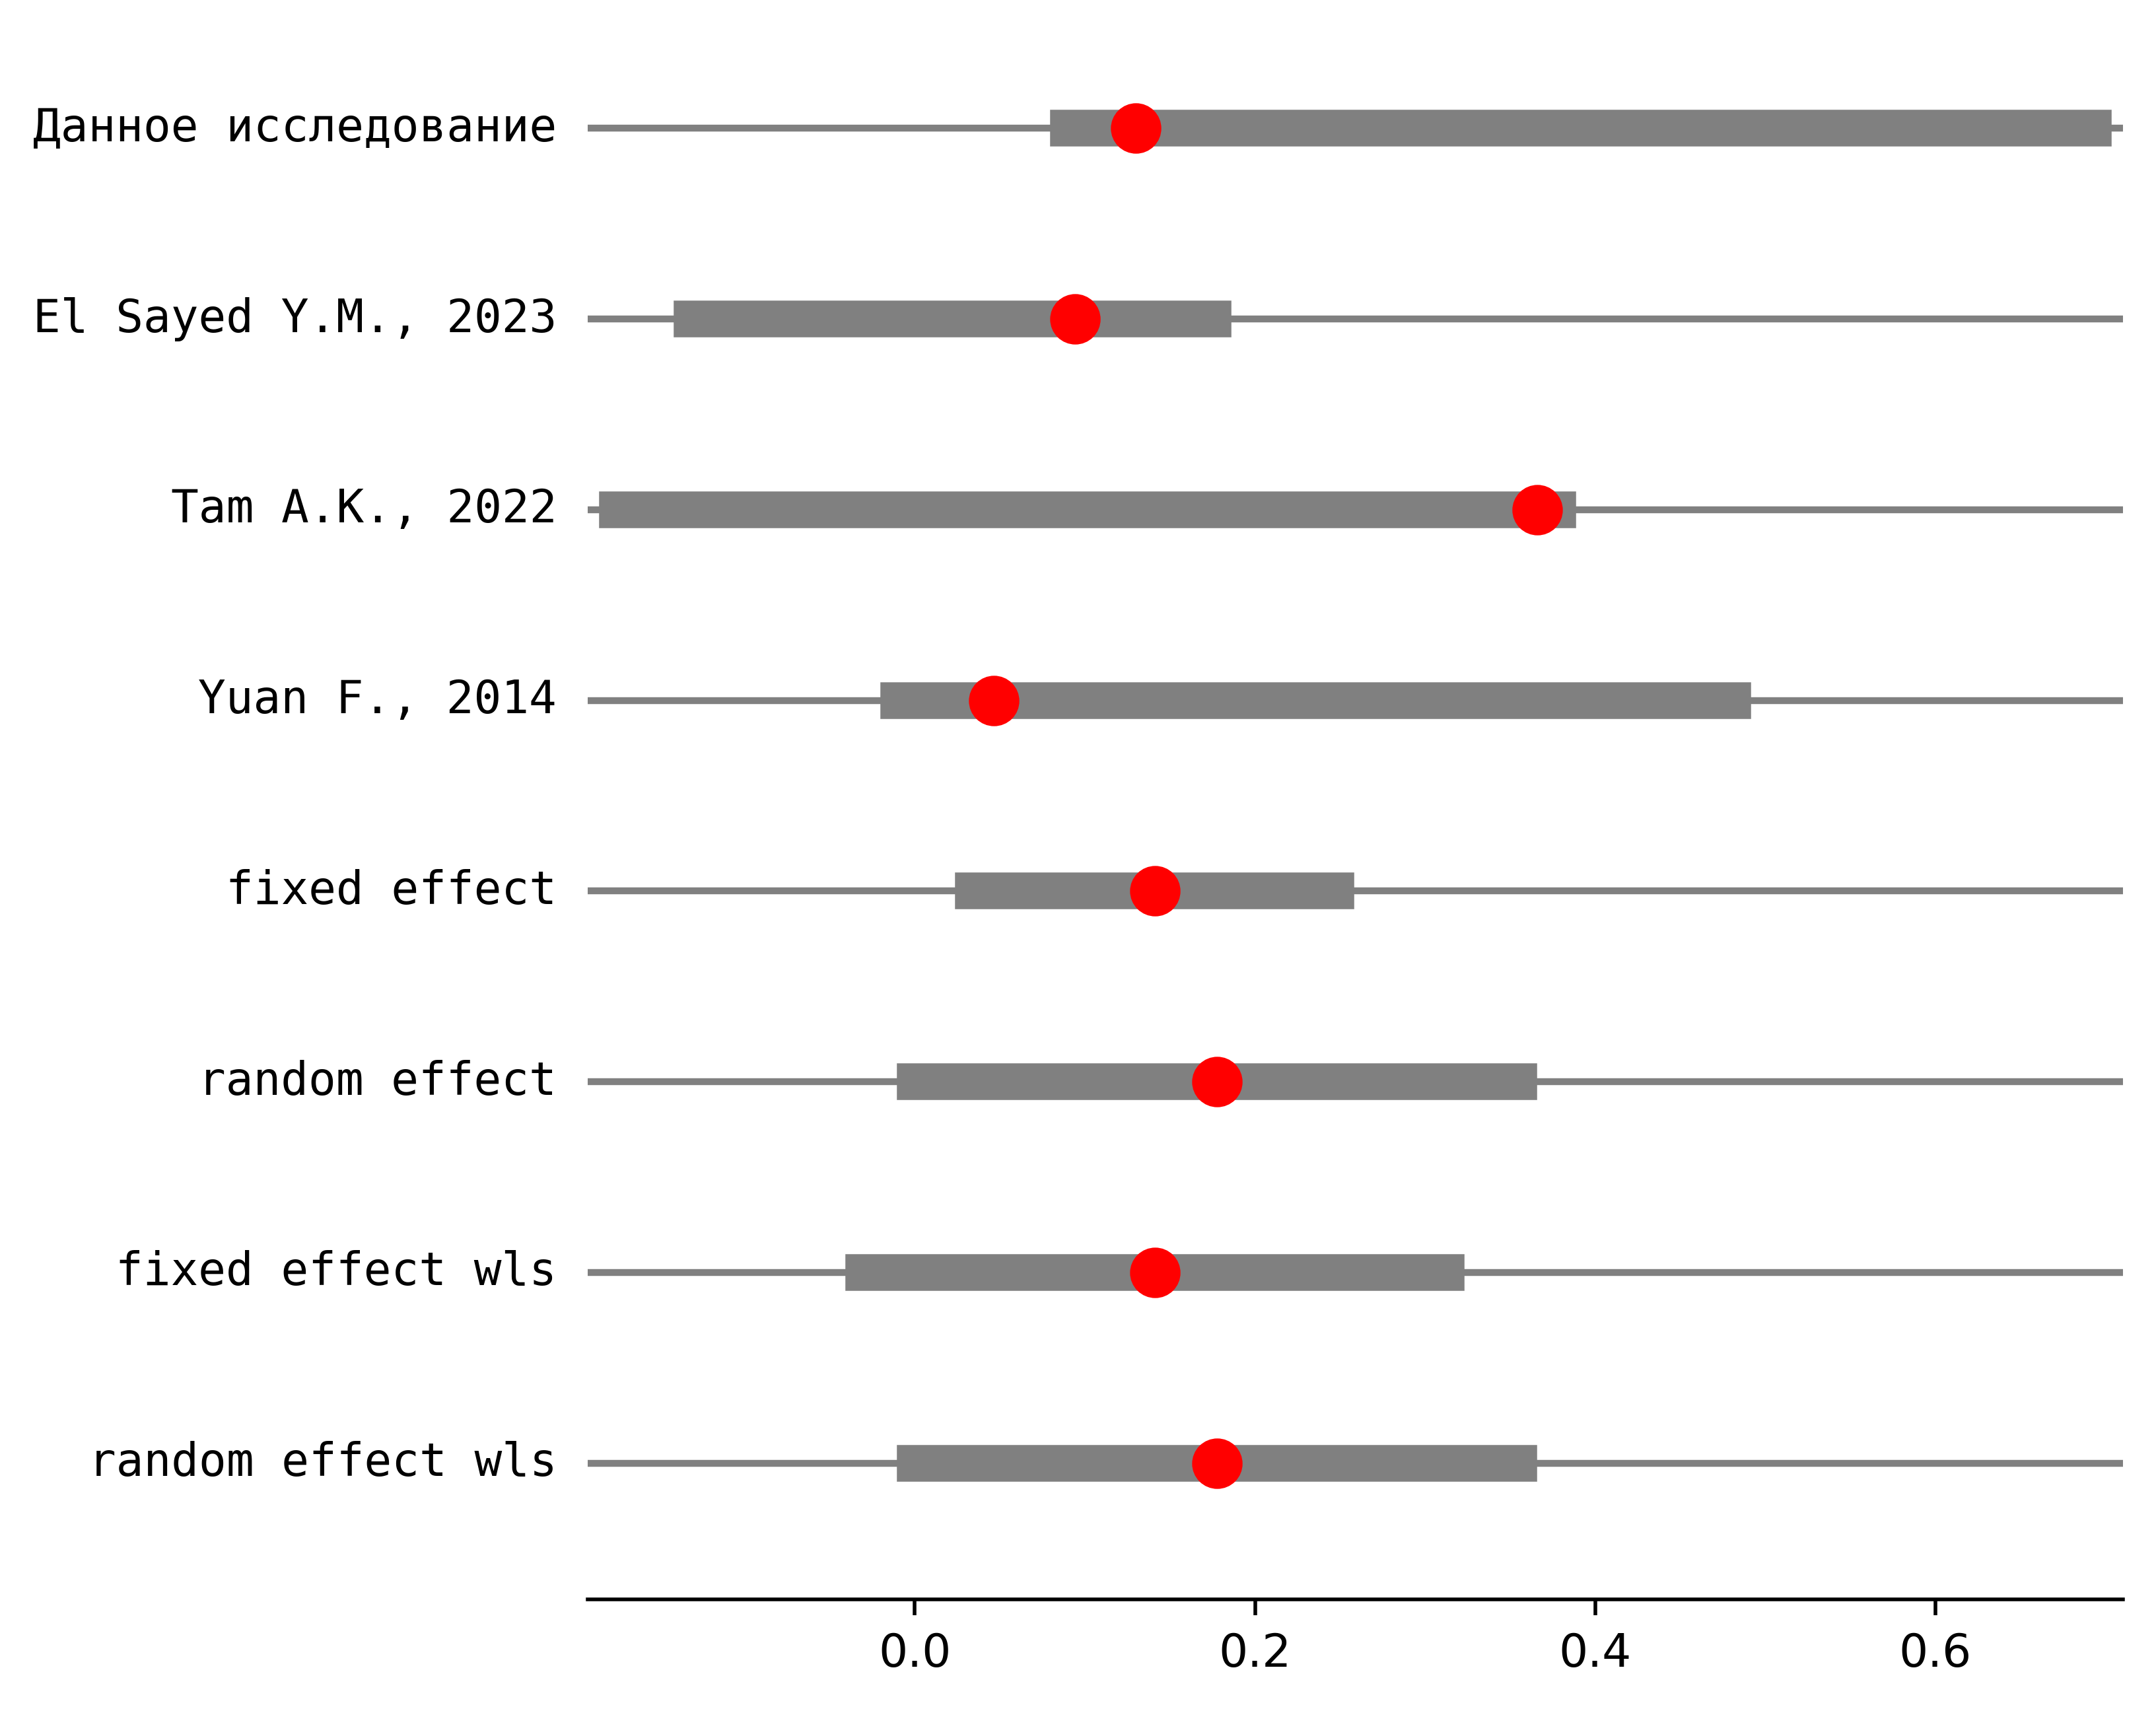 Данное исследование
El Sayed Y.M., 2023
Tam A.K., 2022
Yuan F., 2014
fixed effect
random effect
fixed effect wls
random effect wls
0.0 0.2 0.4 0.6